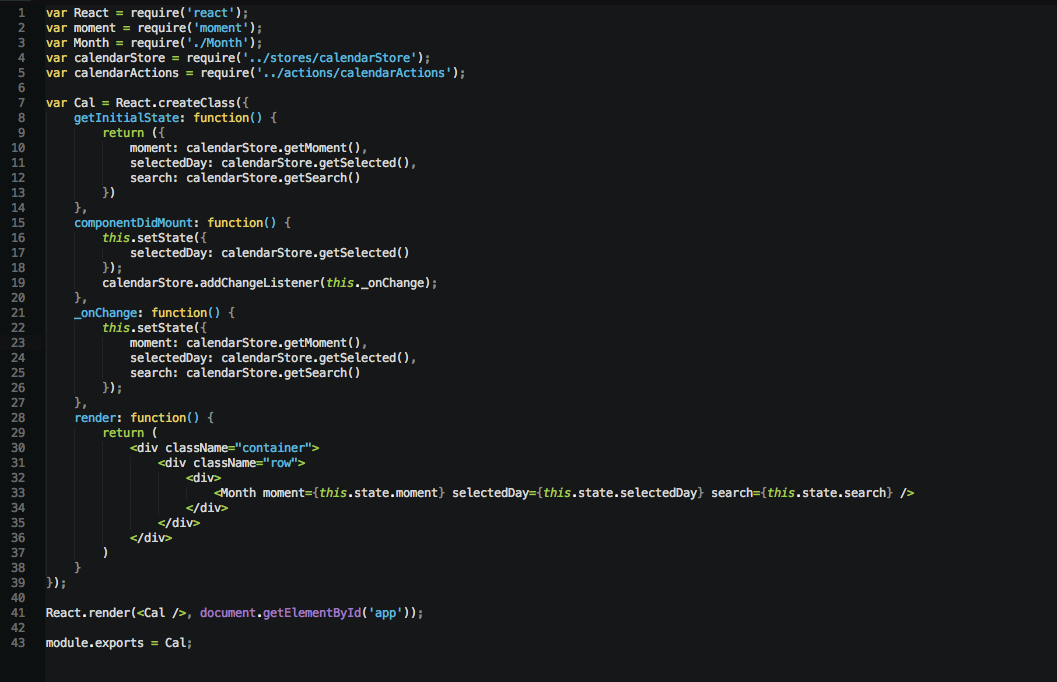 1 var React = require('react');
2 var moment = require('moment');
3 var Month = require('./Month');
4 var calendarStore = require('../stores/calendarStore');
5 var calendarActions = require('../actions/calendarActions');
6
7 var Cal = React.createClass({
8     getInitialState: function() {
9         return ({
10             moment: calendarStore.getMoment(),
11             selectedDay: calendarStore.getSelected(),
12             search: calendarStore.getSearch()
13         })
14     },
15     componentDidMount: function() {
16         this.setState({
17             selectedDay: calendarStore.getSelected()
18         });
19         calendarStore.addChangeListener(this._onChange);
20     },
21     _onChange: function() {
22         this.setState({
23             moment: calendarStore.getMoment(),
24             selectedDay: calendarStore.getSelected(),
25             search: calendarStore.getSearch()
26         });
27     },
28     render: function() {
29         return (
30             <div className="container">
31                 <div className="row">
32                     <div>
33                         <Month moment={this.state.moment} selectedDay={this.state.selectedDay} search={this.state.search} />
34                     </div>
35                 </div>
36             </div>
37         )
38     }
39 });
40
41 React.render(<Cal />, document.getElementById('app'));
42
43 module.exports = Cal;